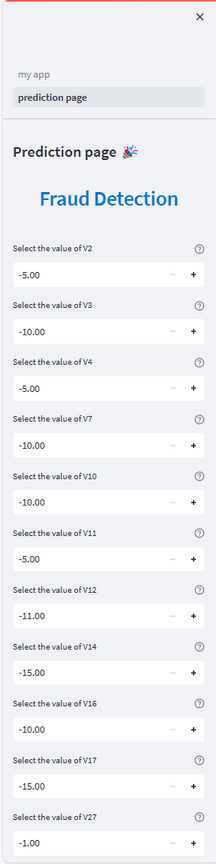 my app
prediction page
Prediction page 🎉
Fraud Detection
Select the value of V2
-5.00
Select the value of V3
-10.00
Select the value of V4
-5.00
Select the value of V7
-10.00
Select the value of V10
-10.00
Select the value of V11
-5.00
Select the value of V12
-11.00
Select the value of V14
-15.00
Select the value of V16
-10.00
Select the value of V17
-15.00
Select the value of V27
-1.00